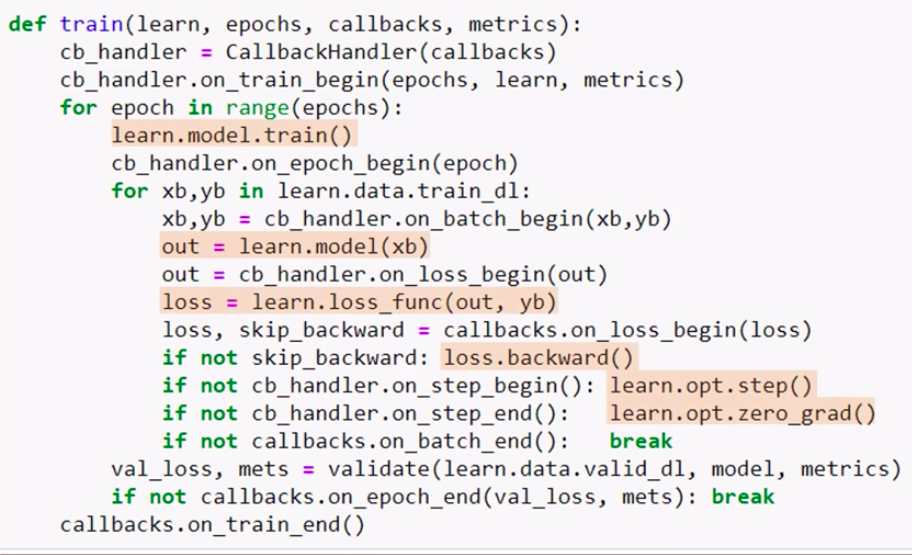 def train(learn, epochs, callbacks, metrics):
    cb_handler = CallbackHandler(callbacks)
    cb_handler.on_train_begin(epochs, learn, metrics)
    for epoch in range(epochs):
        learn.model.train()
        cb_handler.on_epoch_begin(epoch)
        for xb,yb in learn.data.train_dl:
            xb,yb = cb_handler.on_batch_begin(xb,yb)
            out = learn.model(xb)
            out = cb_handler.on_loss_begin(out)
            loss = learn.loss_func(out, yb)
            loss, skip_backward = callbacks.on_loss_begin(loss)
            if not skip_backward: loss.backward()
            if not cb_handler.on_step_begin(): learn.opt.step()
            if not cb_handler.on_step_end():   learn.opt.zero_grad()
            if not callbacks.on_batch_end():   break
        val_loss, mets = validate(learn.data.valid_dl, model, metrics)
        if not callbacks.on_epoch_end(val_loss, mets): break
    callbacks.on_train_end()